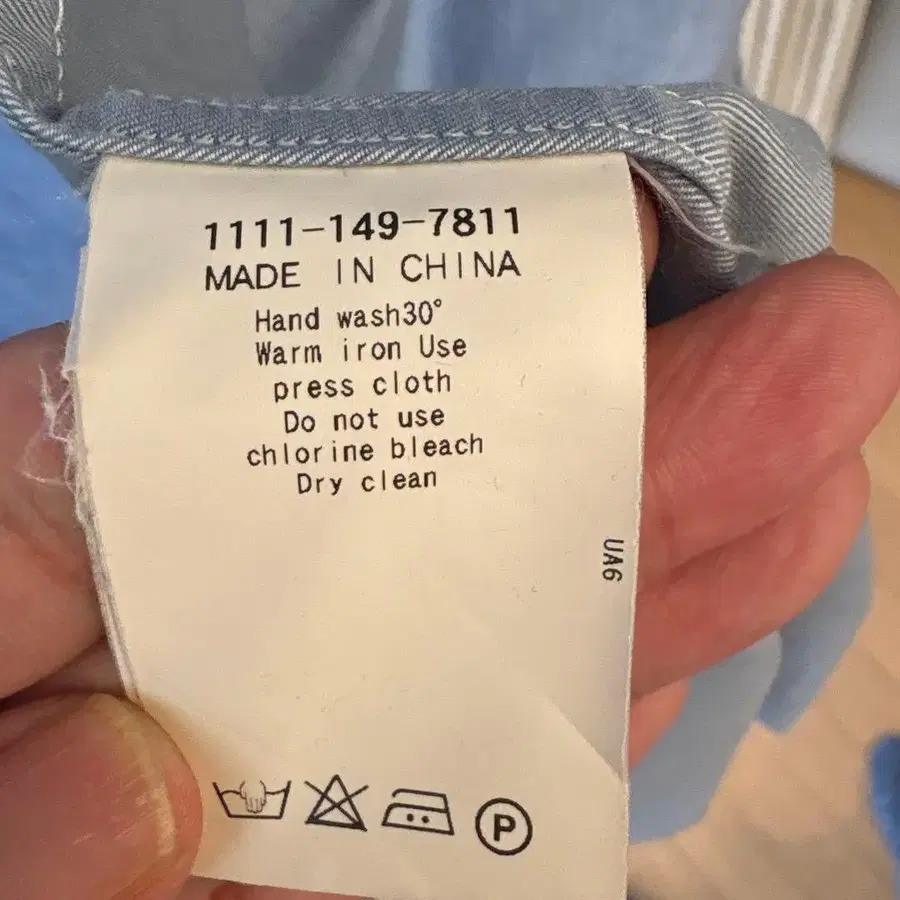 1111-149-7811
MADE IN CHINA
Hand wash30°
Warm iron Use
press cloth
Do not use
chlorine bleach
Dry clean
UA6
P